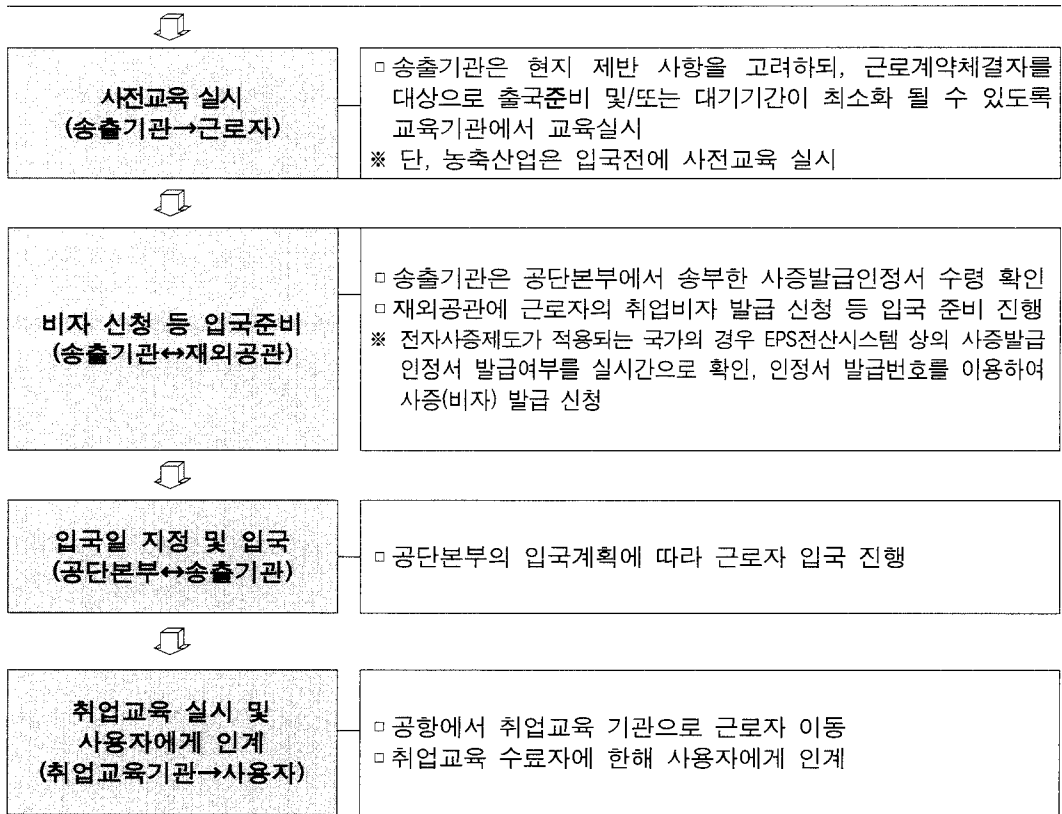 사전교육 실시
(송출기관→근로자)
□ 송출기관은 현지 제반 사항을 고려하되, 근로계약체결자를
대상으로 출국준비 및/또는 대기기간이 최소화 될 수 있도록
교육기관에서 교육실시
※ 단, 농축산업은 입국전에 사전교육 실시
비자 신청 등 입국준비
(송출기관↔재외공관)
□ 송출기관은 공단본부에서 송부한 사증발급인정서 수령 확인
□ 재외공관에 근로자의 취업비자 발급 신청 등 입국 준비 진행
※ 전자사증제도가 적용되는 국가의 경우 EPS전산시스템 상의 사증발급
인정서 발급여부를 실시간으로 확인, 인정서 발급번호를 이용하여
사증(비자) 발급 신청
입국일 지정 및 입국
(공단본부↔송출기관)
□ 공단본부의 입국계획에 따라 근로자 입국 진행
취업교육 실시 및
사용자에게 인계
(취업교육기관→사용자)
□ 공항에서 취업교육 기관으로 근로자 이동
□ 취업교육 수료자에 한해 사용자에게 인계